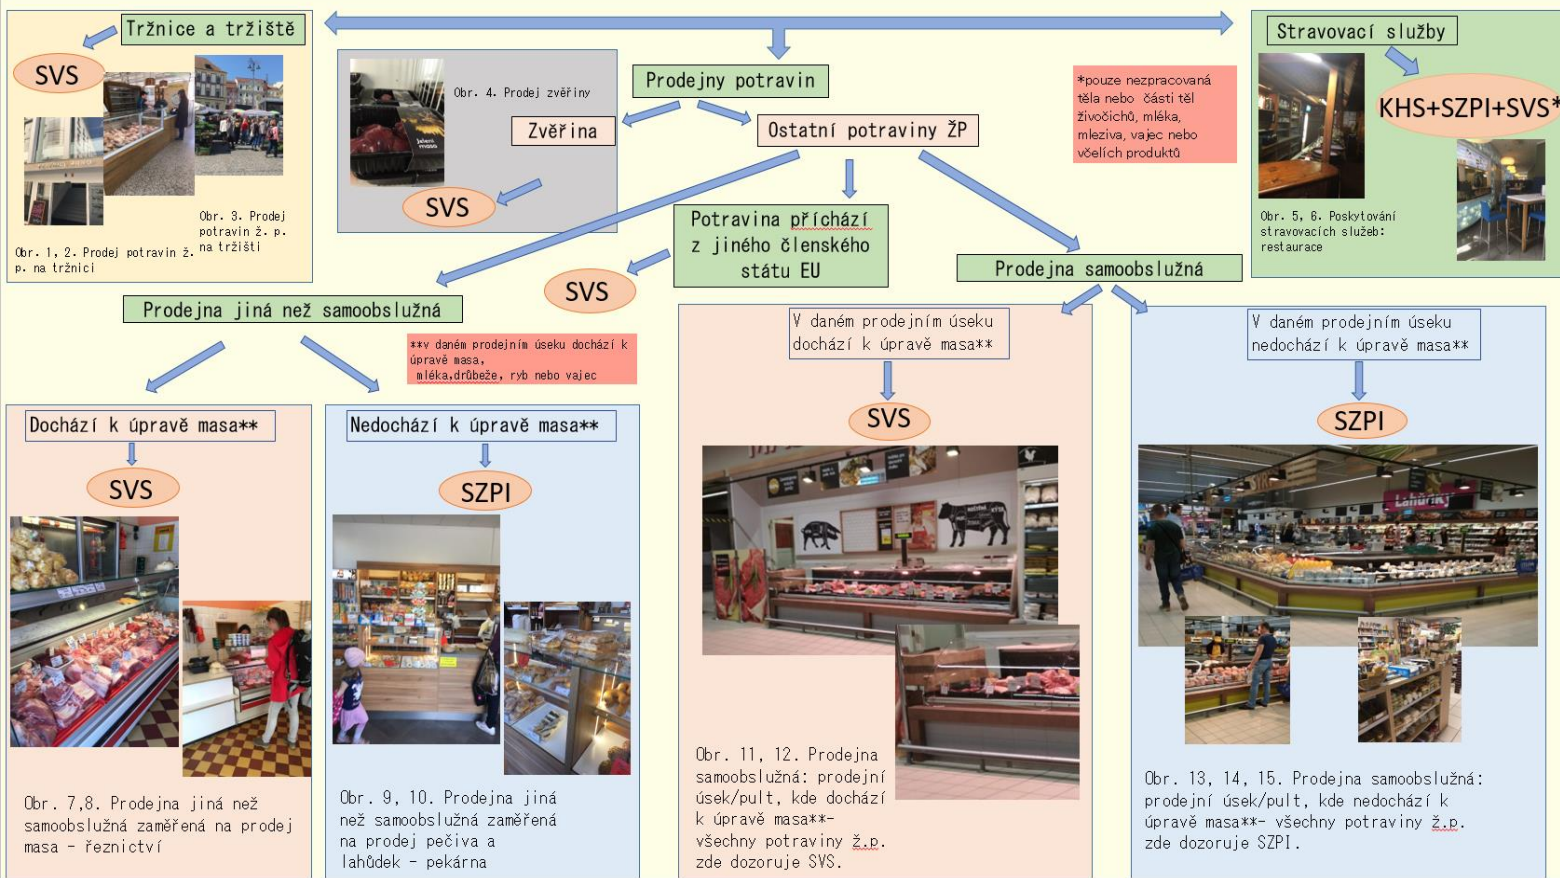 Tržnice a tržiště
SVS
Obr. 3. Prodej
potravin ž. p.
na tržišti
Obr. 1, 2. Prodej potravin ž.
p. na tržnici
Obr. 4. Prodej zvěřiny
jelení
maso
Zvěřina
SVS
Prodejny potravin
Ostatní potraviny ŽP
*pouze nezpracovaná
těla nebo části těl
živočichů, mléka,
mleziva, vajec nebo
včelích produktů
Stravovací služby
KHS+SZPI+SVS*
Obr. 5, 6. Poskytování
stravovacích služeb:
restaurace
Potravina příchází
z jiného členského
státu EU
SVS
Prodejna samoobslužná
Prodejna jiná než samoobslužná
**v daném prodejním úseku dochází k
úpravě masa,
mléka,drůbeže, ryb nebo vajec
Dochází k úpravě masa**
SVS
Obr. 7,8. Prodejna jiná než
samoobslužná zaměřená na prodej
masa - řeznictví
Nedochází k úpravě masa**
SZPI
Obr. 9, 10. Prodejna jiná
než samoobslužná zaměřená
na prodej pečiva a
lahůdek - pekárna
V daném prodejním úseku
dochází k úpravě masa**
SVS
Obr. 11, 12. Prodejna
samoobslužná: prodejní
úsek/pult, kde dochází
k úpravě masa**-
všechny potraviny ž.p.
zde dozoruje SVS.
V daném prodejním úseku
nedochází k úpravě masa**
SZPI
Lahůdky
Obr. 13, 14, 15. Prodejna samoobslužná:
prodejní úsek/pult, kde nedochází k
úpravě masa**- všechny potraviny ž.p.
zde dozoruje SZPI.